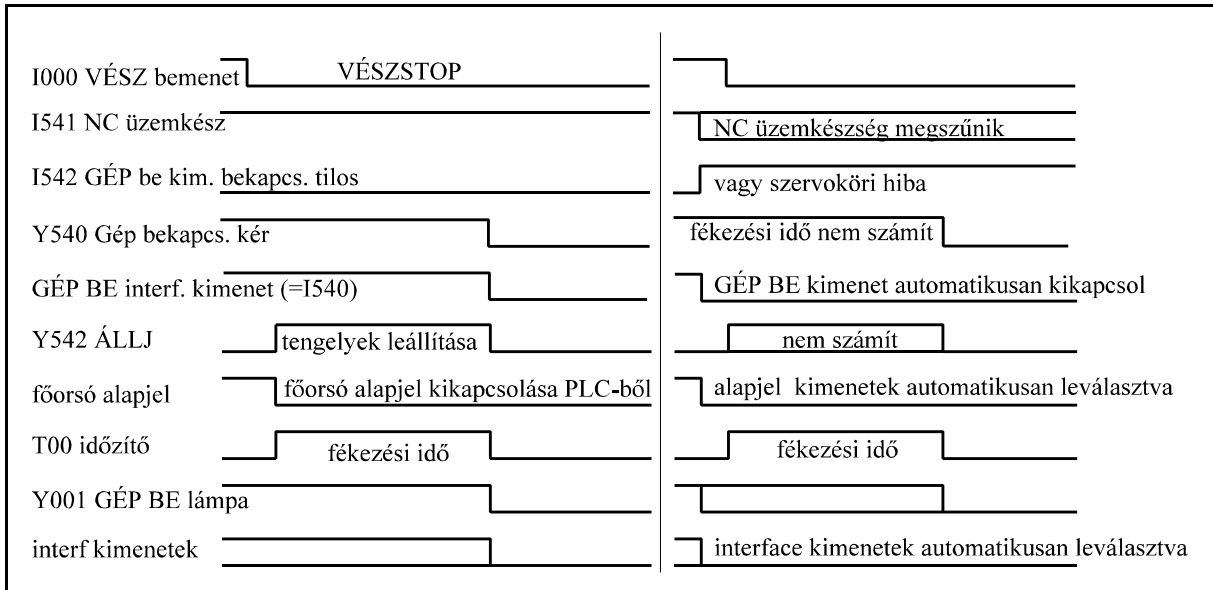 I000 VÉSZ bemenet VÉSZSTOP
I541 NC üzemkész NC üzemkészség megszűnik
I542 GÉP be kim. bekapcs. tilos vagy szervoköri hiba
Y540 Gép bekapcs. kér fékezési idő nem számít
GÉP BE interf. kimenet (=I540) GÉP BE kimenet automatikusan kikapcsol
Y542 ÁLLJ tengelyek leállítása nem számít
főorsó alapjel főorsó alapjel kikapcsolása PLC-ből alapjel kimenetek automatikusan leválasztva
T00 időzítő fékezési idő fékezési idő
Y001 GÉP BE lámpa
interf kimenetek interface kimenetek automatikusan leválasztva